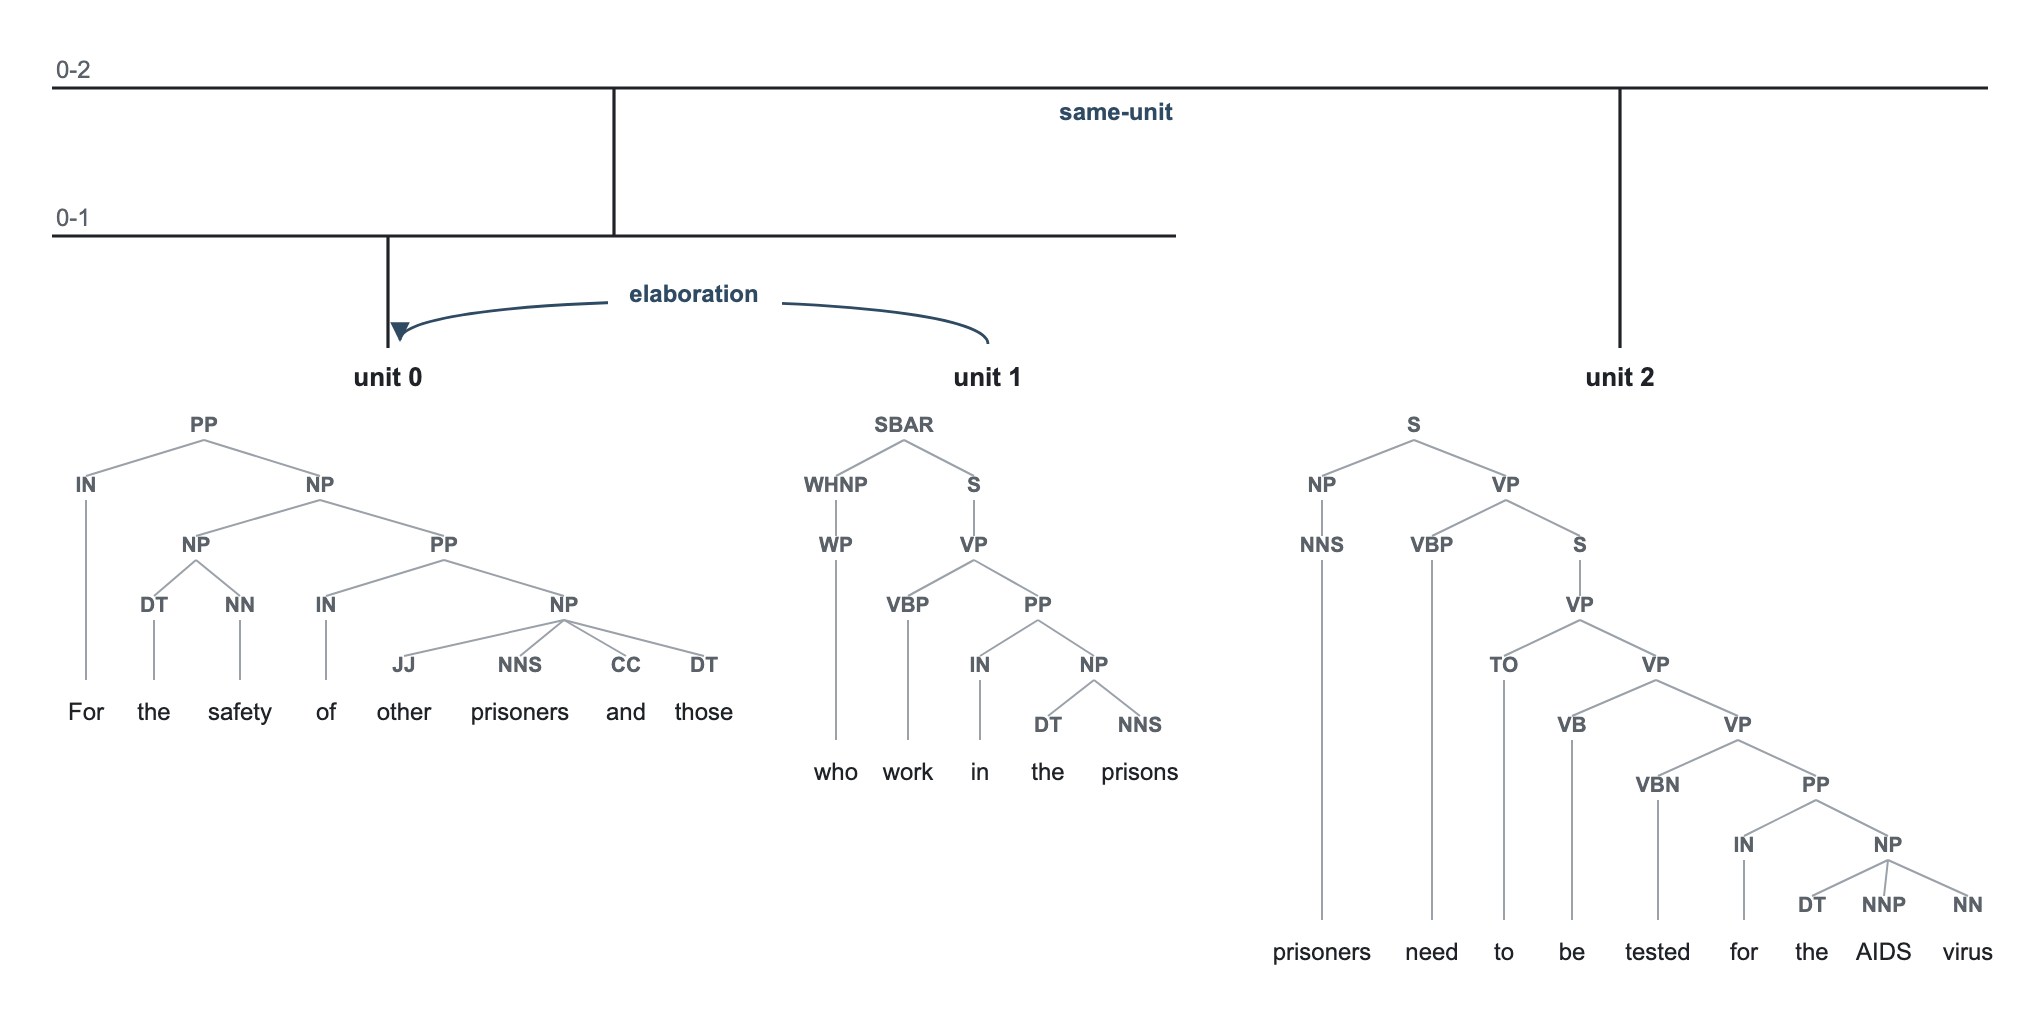 0-2
same-unit
0-1
elaboration
unit 0 unit 1 unit 2
PP SBAR S
IN NP WHNP S NP VP
NP PP WP VP NNS VBP S
DT NN IN NP VBP PP VP
JJ NNS CC DT IN NP TO VP
For the safety of other prisoners and those DT NNS VB VP
who work in the prisons VBN PP
IN NP
DT NNP NN
prisoners need to be tested for the AIDS virus